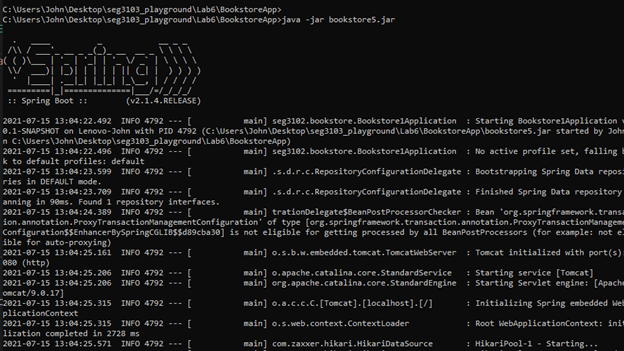 C:\Users\John\Desktop\seg3103_playground\Lab6\BookstoreApp>
C:\Users\John\Desktop\seg3103_playground\Lab6\BookstoreApp>java -jar bookstore5.jar
:: Spring Boot ::        (v2.1.4.RELEASE)
2021-07-15 13:04:22.492  INFO 4792 --- [           main] seg3102.bookstore.Bookstore1Application  : Starting Bookstore1Application v
0.1-SNAPSHOT on Lenovo-John with PID 4792 (C:\Users\John\Desktop\seg3103_playground\Lab6\BookstoreApp\bookstore5.jar started by John
n C:\Users\John\Desktop\seg3103_playground\Lab6\BookstoreApp)
2021-07-15 13:04:22.496  INFO 4792 --- [           main] seg3102.bookstore.Bookstore1Application  : No active profile set, falling b
k to default profiles: default
2021-07-15 13:04:23.599  INFO 4792 --- [           main] .s.d.r.c.RepositoryConfigurationDelegate : Bootstrapping Spring Data reposi
ries in DEFAULT mode.
2021-07-15 13:04:23.709  INFO 4792 --- [           main] .s.d.r.c.RepositoryConfigurationDelegate : Finished Spring Data repository
anning in 90ms. Found 1 repository interfaces.
2021-07-15 13:04:24.389  INFO 4792 --- [           main] trationDelegate$BeanPostProcessorChecker : Bean 'org.springframework.transac
ion.annotation.ProxyTransactionManagementConfiguration' of type [org.springframework.transaction.annotation.ProxyTransactionManageme
Configuration$$EnhancerBySpringCGLIB$$d89cba30] is not eligible for getting processed by all BeanPostProcessors (for example: not el
ible for auto-proxying)
2021-07-15 13:04:25.161  INFO 4792 --- [           main] o.s.b.w.embedded.tomcat.TomcatWebServer  : Tomcat initialized with port(s):
080 (http)
2021-07-15 13:04:25.206  INFO 4792 --- [           main] o.apache.catalina.core.StandardService   : Starting service [Tomcat]
2021-07-15 13:04:25.206  INFO 4792 --- [           main] org.apache.catalina.core.StandardEngine  : Starting Servlet engine: [Apache
omcat/9.0.17]
2021-07-15 13:04:25.315  INFO 4792 --- [           main] o.a.c.c.C.[Tomcat].[localhost].[/]       : Initializing Spring embedded Web
plicationContext
2021-07-15 13:04:25.315  INFO 4792 --- [           main] o.s.web.context.ContextLoader            : Root WebApplicationContext: init
lization completed in 2728 ms
2021-07-15 13:04:25.571  INFO 4792 --- [           main] com.zaxxer.hikari.HikariDataSource       : HikariPool-1 - Starting...